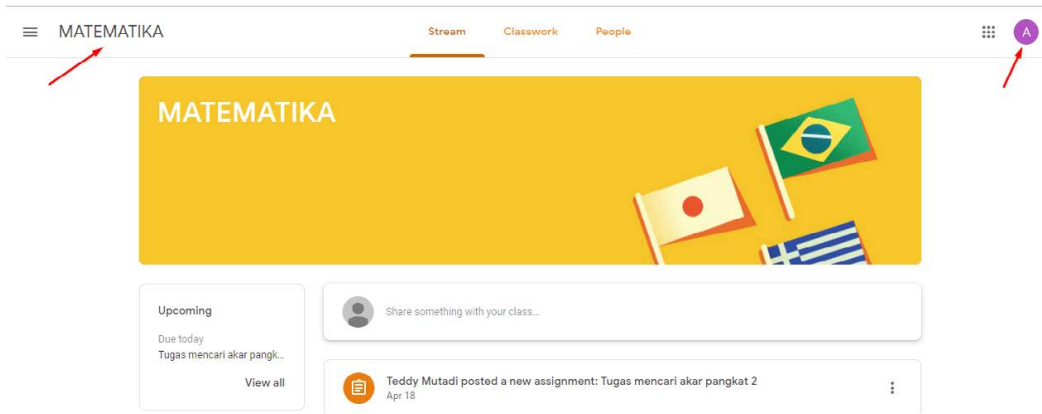 MATEMATIKA
Stream Classwork People
A
MATEMATIKA
Upcoming
Due today
Tugas mencari akar pangk...
View all
Share something with your class...
Teddy Mutadi posted a new assignment: Tugas mencari akar pangkat 2
Apr 18